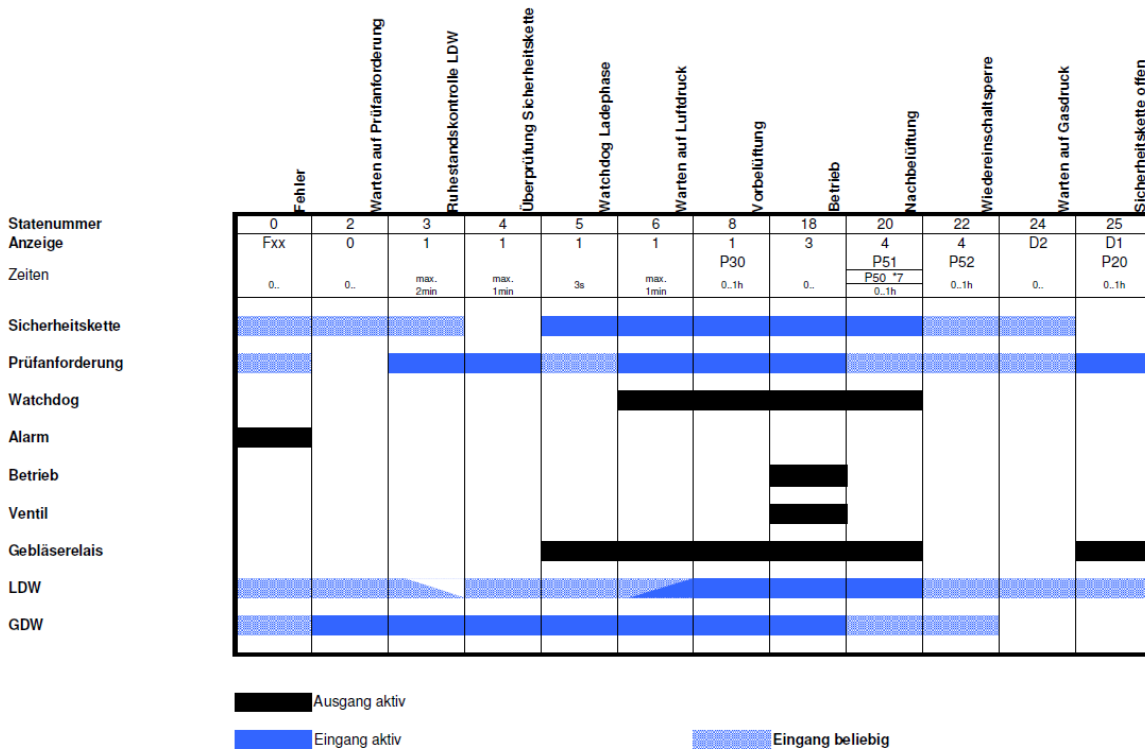 Fehler
Warten auf Prüfanforderung
Ruhestandskontrolle LDW
Überprüfung Sicherheitskette
Watchdog Ladephase
Warten auf Luftdruck
Vorbelüftung
Betrieb
Nachbelüftung
Wiedereinschaltsperre
Warten auf Gasdruck
Sicherheitskette offen
Statenummer 0 2 3 4 5 6 8 18 20 22 24 25
Anzeige Fxx 0 1 1 1 1 1 3 4 4 D2 D1
P30 P51 P52 P20
Zeiten 0.. 0.. max. 2min max. 1min 3s max. 1min 0..1h 0.. P50 *7 0..1h 0..1h 0.. 0..1h
Sicherheitskette
Prüfanforderung
Watchdog
Alarm
Betrieb
Ventil
Gebläserelais
LDW
GDW
Ausgang aktiv
Eingang aktiv Eingang beliebig